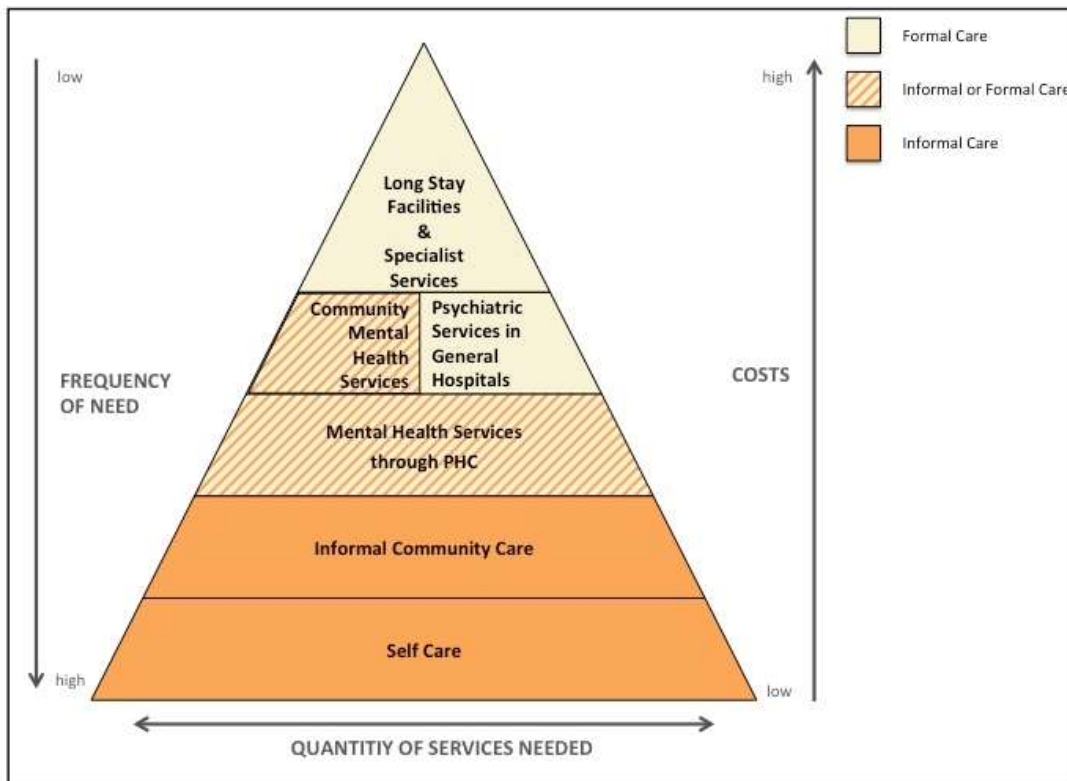 low
high
Formal Care
Informal or Formal Care
Informal Care
Long Stay
Facilities
&
Specialist
Services
Community
Mental
Health
Services
Psychiatric
Services in
General
Hospitals
FREQUENCY
OF NEED
COSTS
Mental Health Services
through PHC
Informal Community Care
Self Care
high
low
QUANTITIY OF SERVICES NEEDED